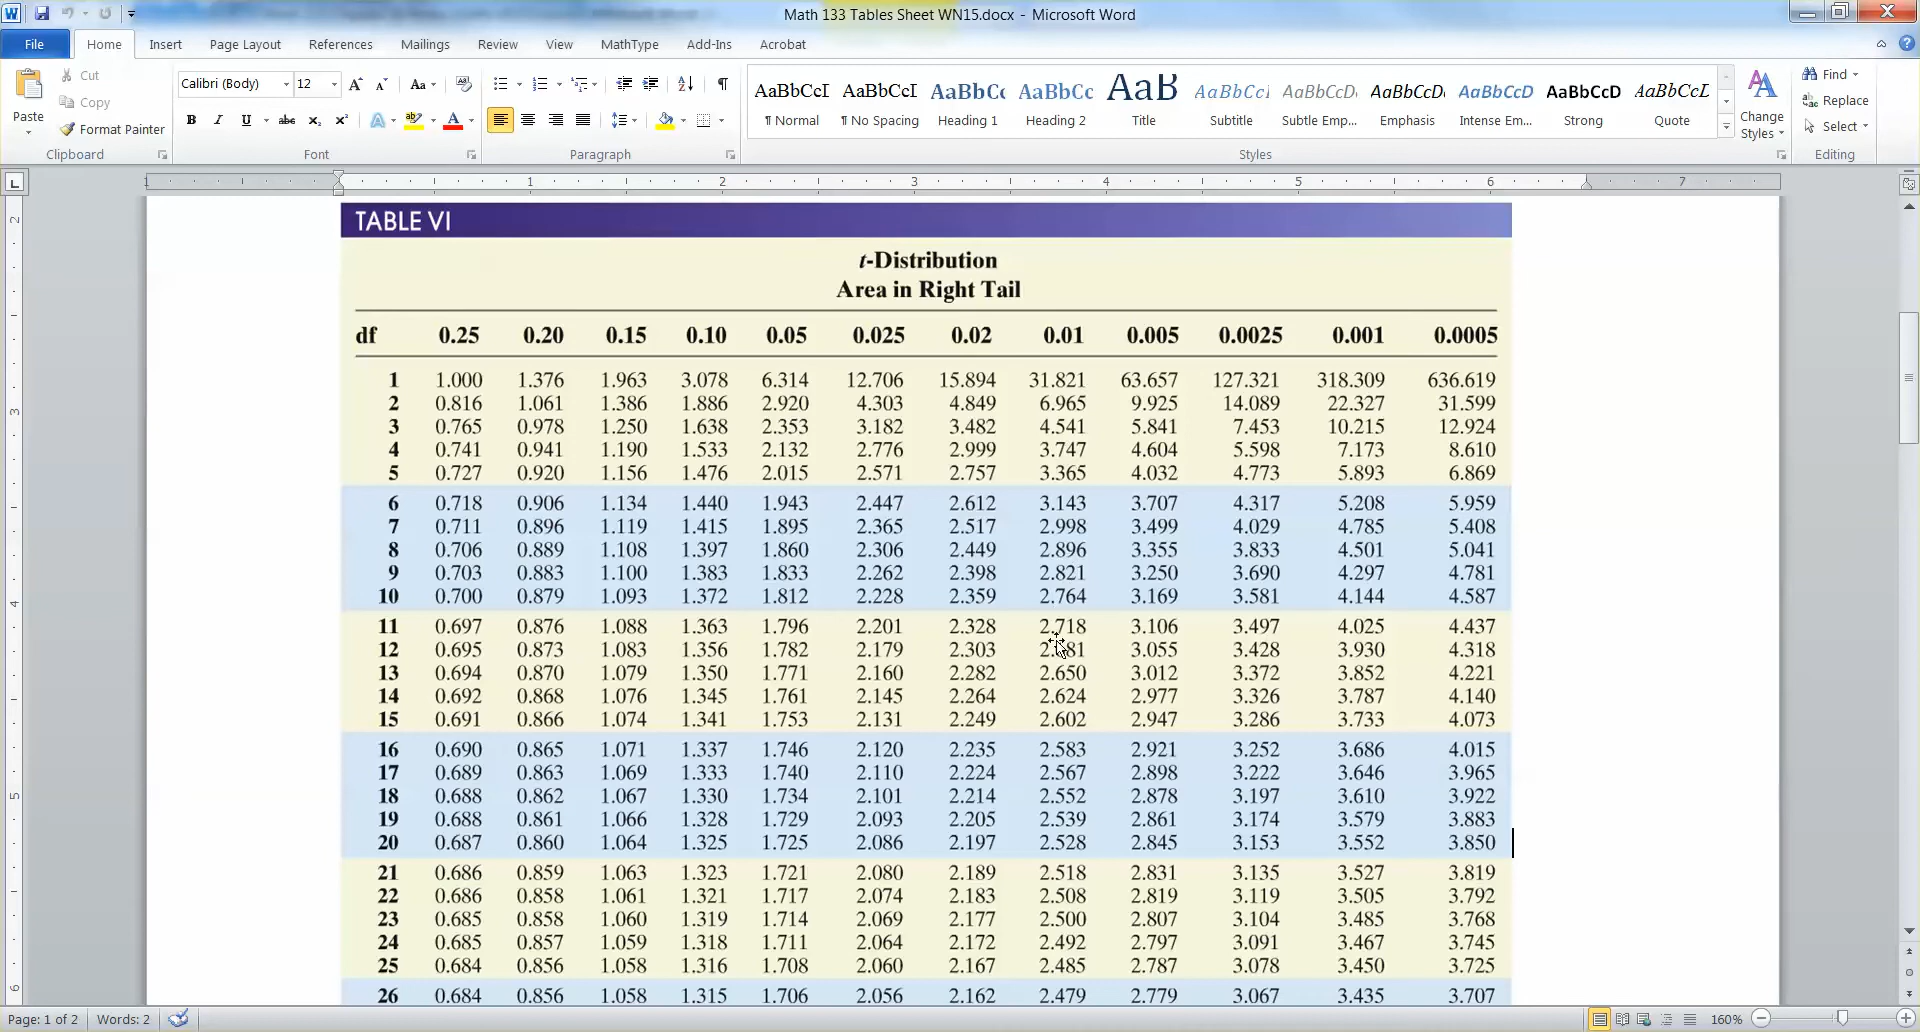 Math 133 Tables Sheet WN15.docx - Microsoft Word
File Home Insert Page Layout References Mailings Review View MathType Add-Ins Acrobat
Paste
Cut
Copy
Format Painter
Clipboard
Calibri (Body) 12
Font
Paragraph
AaBbCcI AaBbCcI AaBbCc AaBbCc AaB AaBbCcI AaBbCcD AaBbCcD AaBbCcD AaBbCcD AaBbCcL
¶ Normal ¶ No Spacing Heading 1 Heading 2 Title Subtitle Subtle Emp... Emphasis Intense Em... Strong Quote
Styles
Change Styles
Find
Replace
Select
Editing
1 1 2 3 4 5 6 7
2
3
4
5
6
TABLE VI
t-Distribution
Area in Right Tail
df 0.25 0.20 0.15 0.10 0.05 0.025 0.02 0.01 0.005 0.0025 0.001 0.0005
1 1.000 1.376 1.963 3.078 6.314 12.706 15.894 31.821 63.657 127.321 318.309 636.619
2 0.816 1.061 1.386 1.886 2.920 4.303 4.849 6.965 9.925 14.089 22.327 31.599
3 0.765 0.978 1.250 1.638 2.353 3.182 3.482 4.541 5.841 7.453 10.215 12.924
4 0.741 0.941 1.190 1.533 2.132 2.776 2.999 3.747 4.604 5.598 7.173 8.610
5 0.727 0.920 1.156 1.476 2.015 2.571 2.757 3.365 4.032 4.773 5.893 6.869
6 0.718 0.906 1.134 1.440 1.943 2.447 2.612 3.143 3.707 4.317 5.208 5.959
7 0.711 0.896 1.119 1.415 1.895 2.365 2.517 2.998 3.499 4.029 4.785 5.408
8 0.706 0.889 1.108 1.397 1.860 2.306 2.449 2.896 3.355 3.833 4.501 5.041
9 0.703 0.883 1.100 1.383 1.833 2.262 2.398 2.821 3.250 3.690 4.297 4.781
10 0.700 0.879 1.093 1.372 1.812 2.228 2.359 2.764 3.169 3.581 4.144 4.587
11 0.697 0.876 1.088 1.363 1.796 2.201 2.328 2.718 3.106 3.497 4.025 4.437
12 0.695 0.873 1.083 1.356 1.782 2.179 2.303 3.055 3.428 3.930 4.318
13 0.694 0.870 1.079 1.350 1.771 2.160 2.282 2.650 3.012 3.372 3.852 4.221
14 0.692 0.868 1.076 1.345 1.761 2.145 2.264 2.624 2.977 3.326 3.787 4.140
15 0.691 0.866 1.074 1.341 1.753 2.131 2.249 2.602 2.947 3.286 3.733 4.073
16 0.690 0.865 1.071 1.337 1.746 2.120 2.235 2.583 2.921 3.252 3.686 4.015
17 0.689 0.863 1.069 1.333 1.740 2.110 2.224 2.567 2.898 3.222 3.646 3.965
18 0.688 0.862 1.067 1.330 1.734 2.101 2.214 2.552 2.878 3.197 3.610 3.922
19 0.688 0.861 1.066 1.328 1.729 2.093 2.205 2.539 2.861 3.174 3.579 3.883
20 0.687 0.860 1.064 1.325 1.725 2.086 2.197 2.528 2.845 3.153 3.552 3.850
21 0.686 0.859 1.063 1.323 1.721 2.080 2.189 2.518 2.831 3.135 3.527 3.819
22 0.686 0.858 1.061 1.321 1.717 2.074 2.183 2.508 2.819 3.119 3.505 3.792
23 0.685 0.858 1.060 1.319 1.714 2.069 2.177 2.500 2.807 3.104 3.485 3.768
24 0.685 0.857 1.059 1.318 1.711 2.064 2.172 2.492 2.797 3.091 3.467 3.745
25 0.684 0.856 1.058 1.316 1.708 2.060 2.167 2.485 2.787 3.078 3.450 3.725
26 0.684 0.856 1.058 1.315 1.706 2.056 2.162 2.479 2.779 3.067 3.435 3.707
Page: 1 of 2 Words: 2 160%